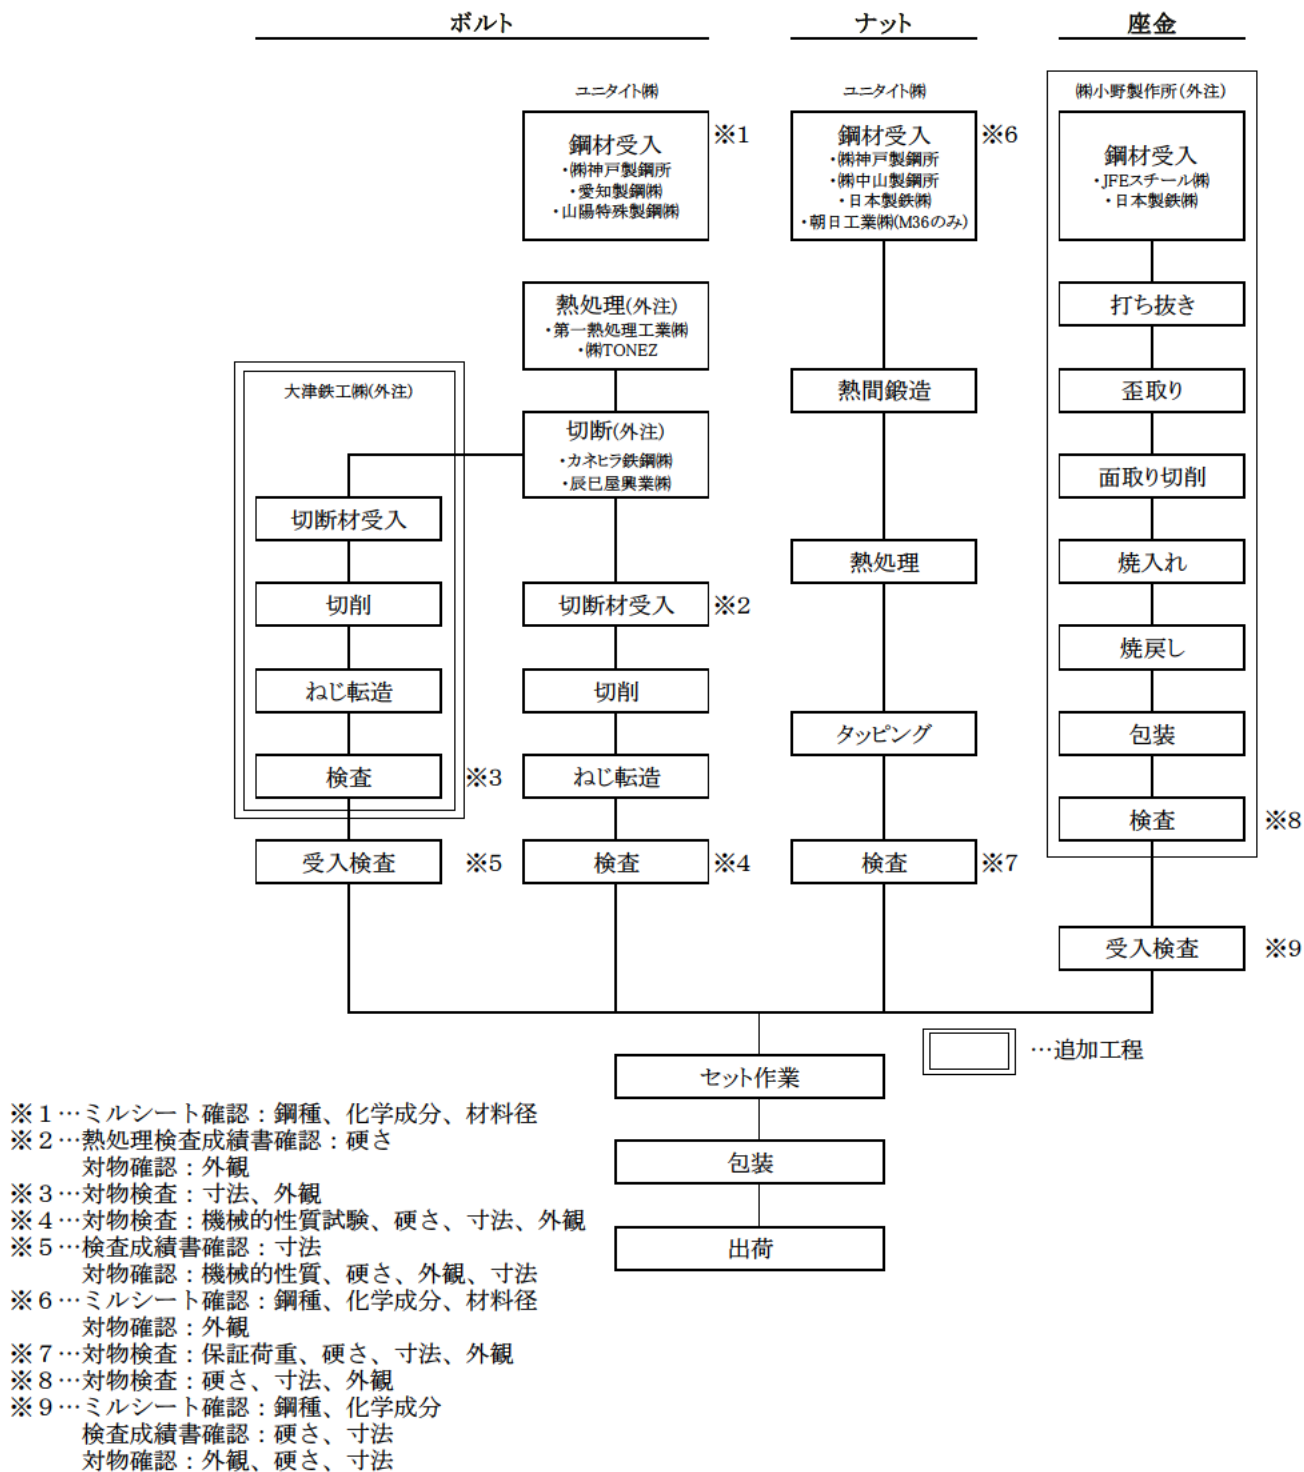 ボルト
ナット
座金
ユニタイト㈱
ユニタイト㈱
㈱小野製作所(外注)
鋼材受入
・㈱神戸製鋼所
・愛知製鋼㈱
・山陽特殊製鋼㈱
※1
鋼材受入
・㈱神戸製鋼所
・㈱中山製鋼所
・日本製鉄㈱
・朝日工業㈱(M36のみ)
※6
鋼材受入
・JFEスチール㈱
・日本製鉄㈱
熱処理(外注)
・第一熱処理工業㈱
・㈱TONEZ
打ち抜き
大津鉄工㈱(外注)
熱間鍛造
歪取り
切断(外注)
・カネヒラ鉄鋼㈱
・辰巳屋興業㈱
面取り切削
切断材受入
熱処理
焼入れ
切削
切断材受入
※2
焼戻し
ねじ転造
切削
タッピング
包装
検査
※3
ねじ転造
検査
※8
受入検査
※5
検査
※4
検査
※7
受入検査
※9
…追加工程
セット作業
包装
出荷
※1…ミルシート確認：鋼種、化学成分、材料径
※2…熱処理検査成績書確認：硬さ
対物確認：外観
※3…対物検査：寸法、外観
※4…対物検査：機械的性質試験、硬さ、寸法、外観
※5…検査成績書確認：寸法
対物確認：機械的性質、硬さ、外観、寸法
※6…ミルシート確認：鋼種、化学成分、材料径
対物確認：外観
※7…対物検査：保証荷重、硬さ、寸法、外観
※8…対物検査：硬さ、寸法、外観
※9…ミルシート確認：鋼種、化学成分
検査成績書確認：硬さ、寸法
対物確認：外観、硬さ、寸法